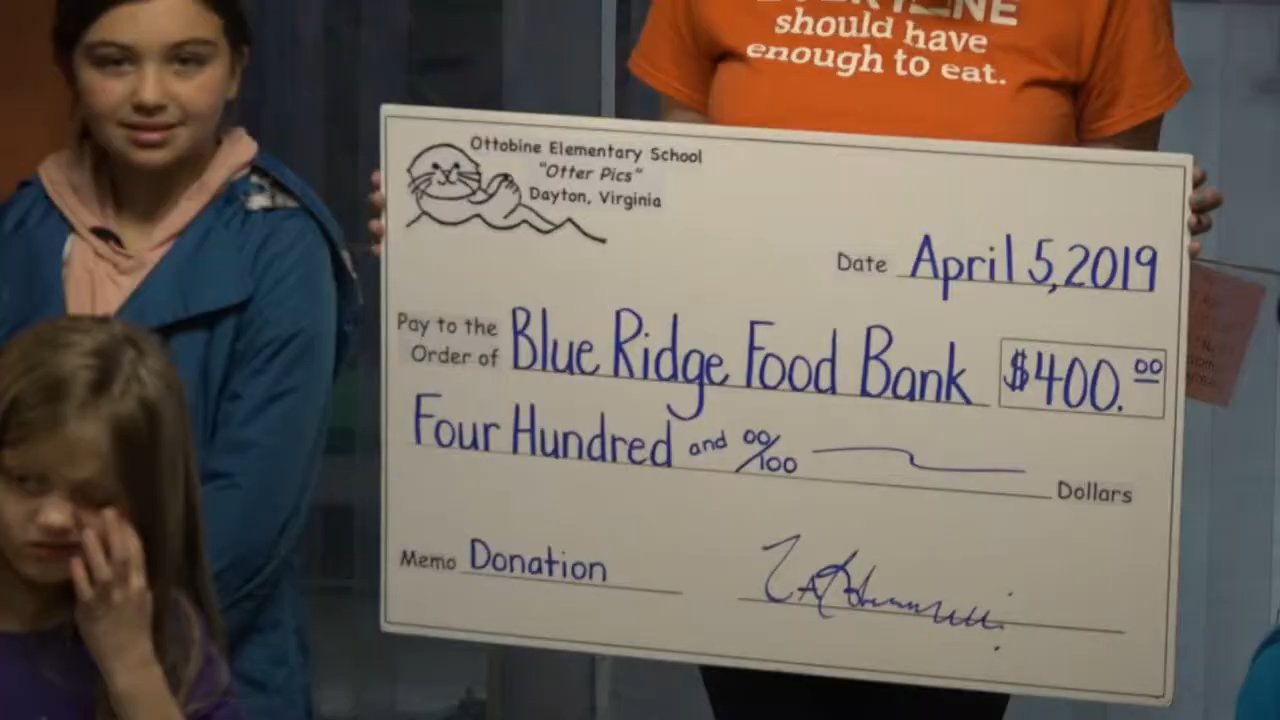 EVERYONE
should have
enough to eat.
Ottobine Elementary School
"Otter Pics"
Dayton, Virginia
Date April 5, 2019
Pay to the
Order of Blue Ridge Food Bank $400.00
Four Hundred and 00/100 Dollars
Memo Donation